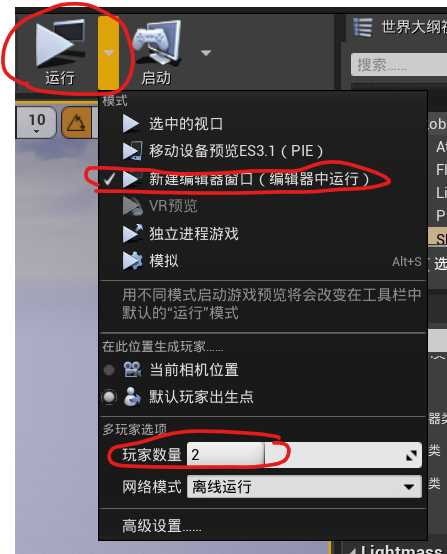 世界大纲视
运行
启动
搜索……
10
模式
选中的视口
移动设备预览ES3.1（PIE）
新建编辑器窗口（编辑器中运行）
VR预览
独立进程游戏
模拟
Alt+S
用不同模式启动游戏预览将会改变在工具栏中
默认的“运行”模式
在此位置生成玩家……
当前相机位置
默认玩家出生点
多玩家选项
玩家数量
2
网络模式
离线运行
高级设置……
Lightmass